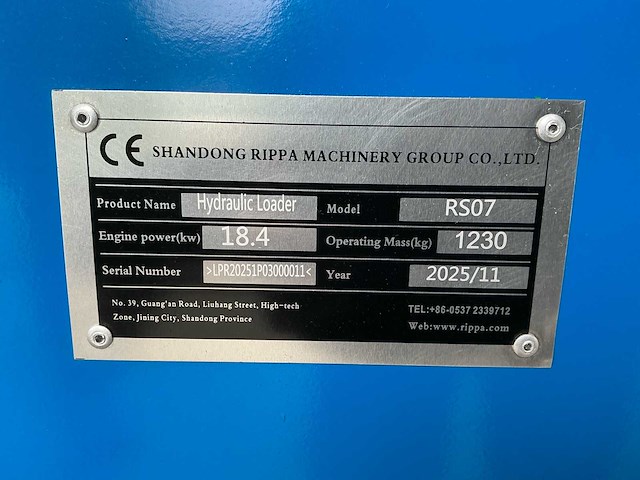 CE SHANDONG RIPPA MACHINERY GROUP CO.,LTD.
Product Name Hydraulic Loader Model RS07
Engine power(kw) 18.4 Operating Mass(kg) 1230
Serial Number >LPR20251P03000011< Year 2025/11
No. 39, Guang'an Road, Liuhang Street, High-tech
Zone, Jining City, Shandong Province
TEL:+86-0537 2339712
Web:www.rippa.com